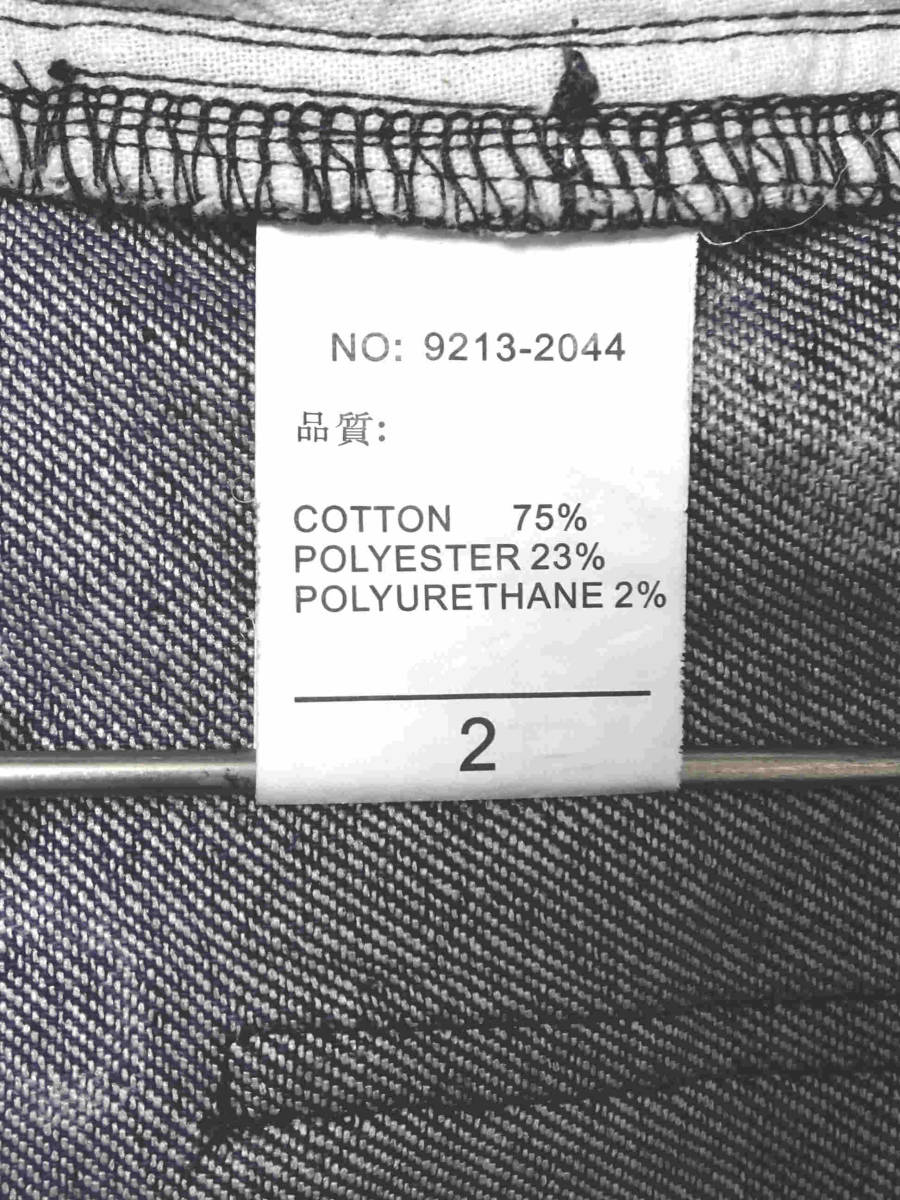 NO: 9213-2044
品質:
COTTON 75%
POLYESTER 23%
POLYURETHANE 2%
2